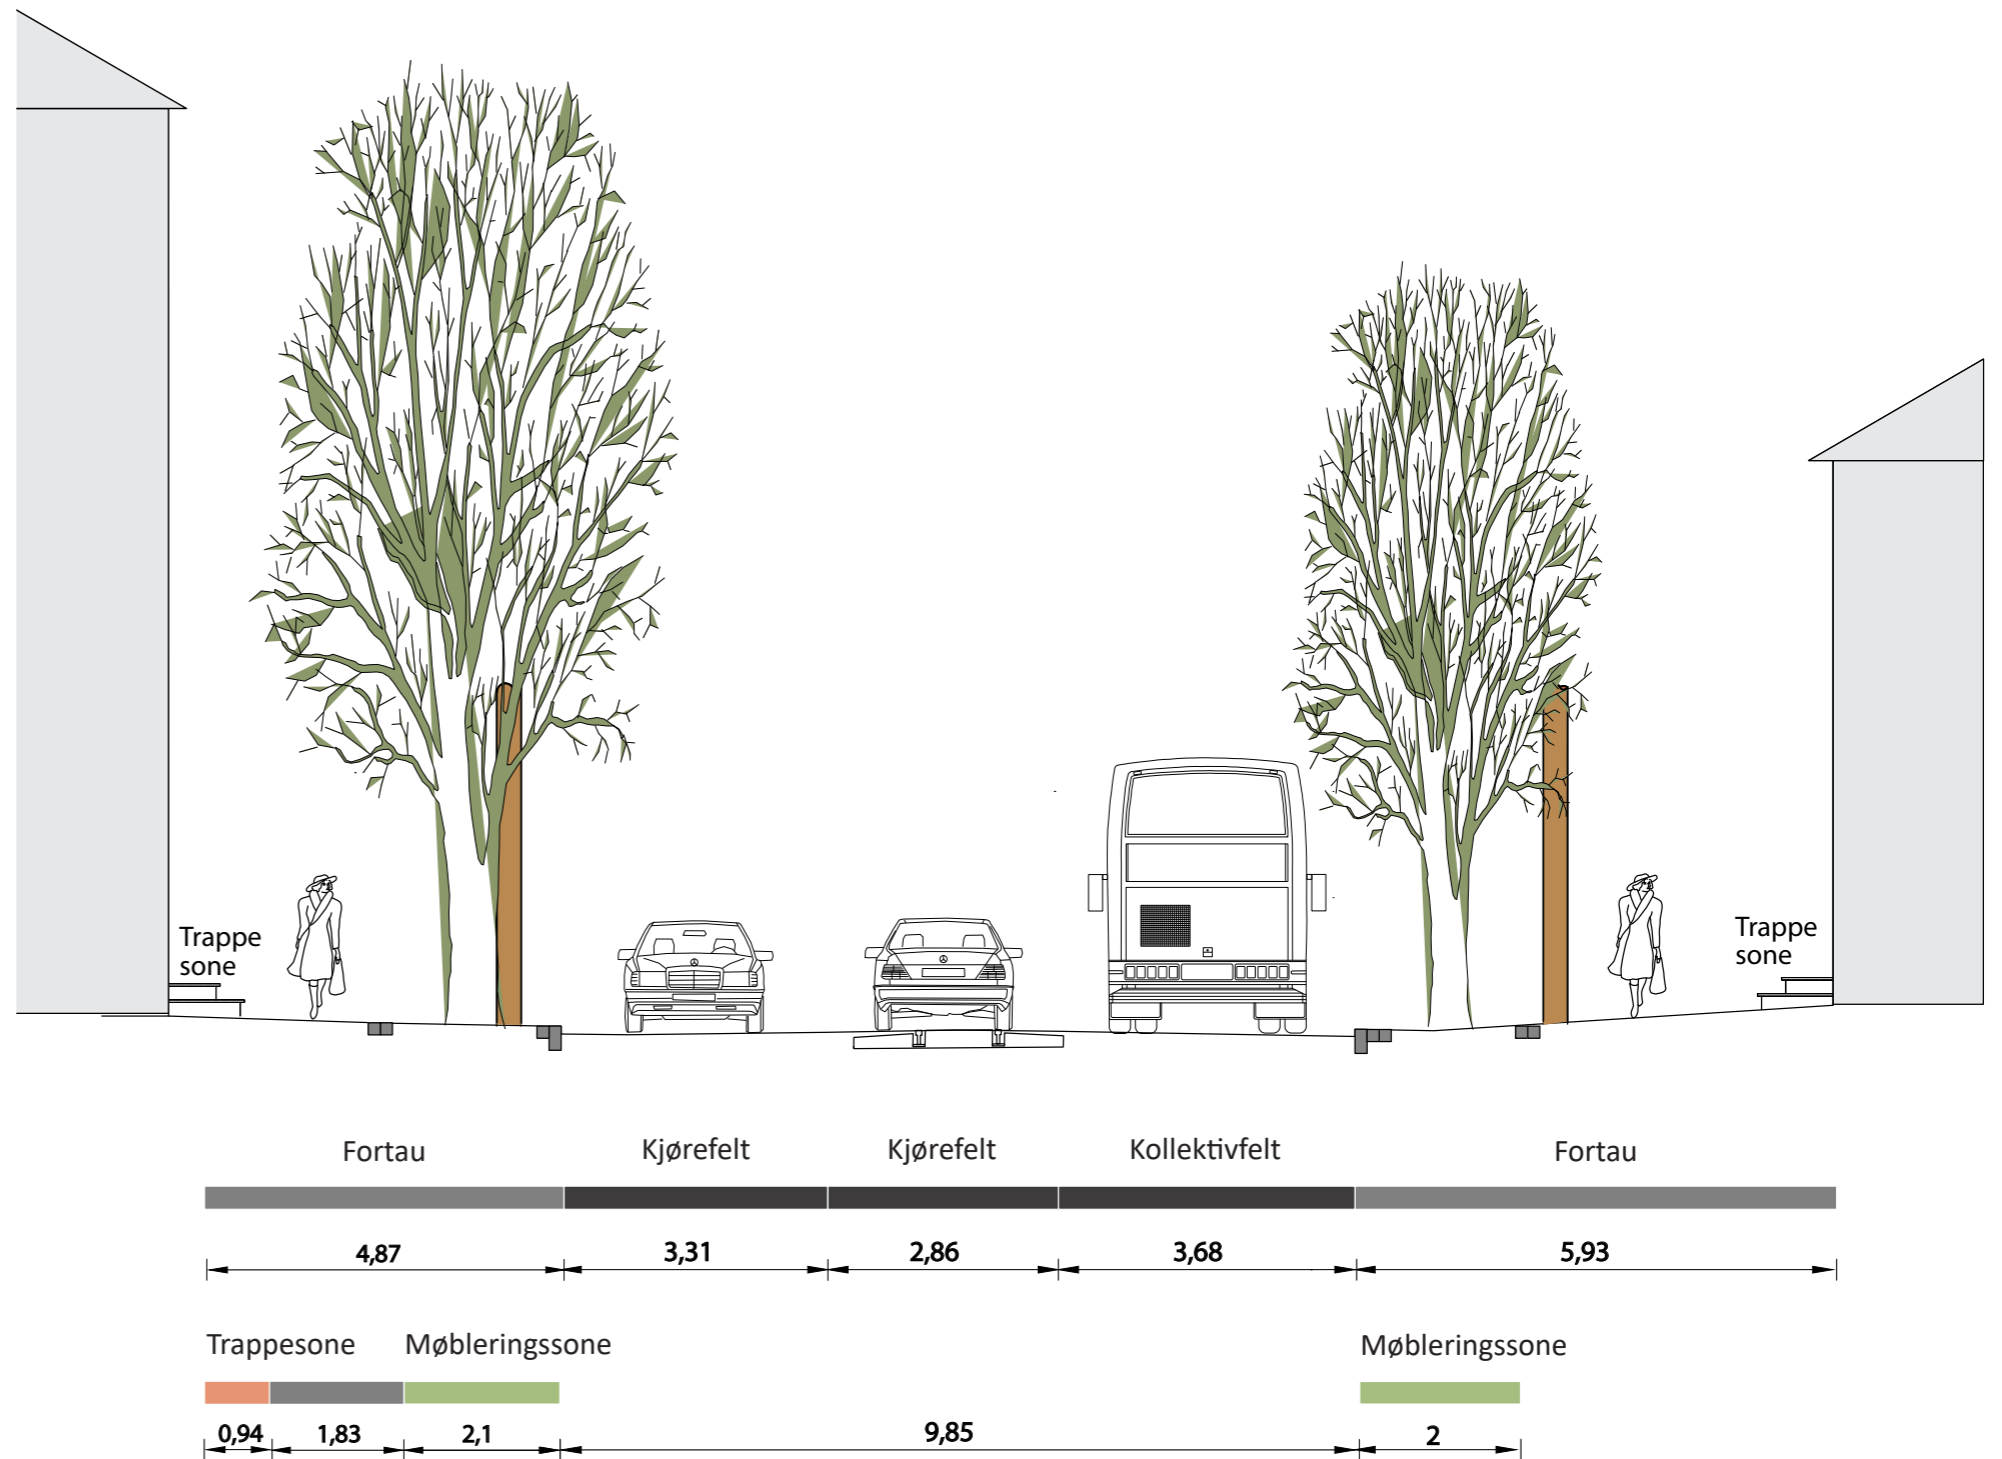 Trappe
sone
Trappe
sone
Fortau
Kjørefelt
Kjørefelt
Kollektivfelt
Fortau
4,87
3,31
2,86
3,68
5,93
Trappesone
Møbleringssone
Møbleringssone
0,94
1,83
2,1
9,85
2